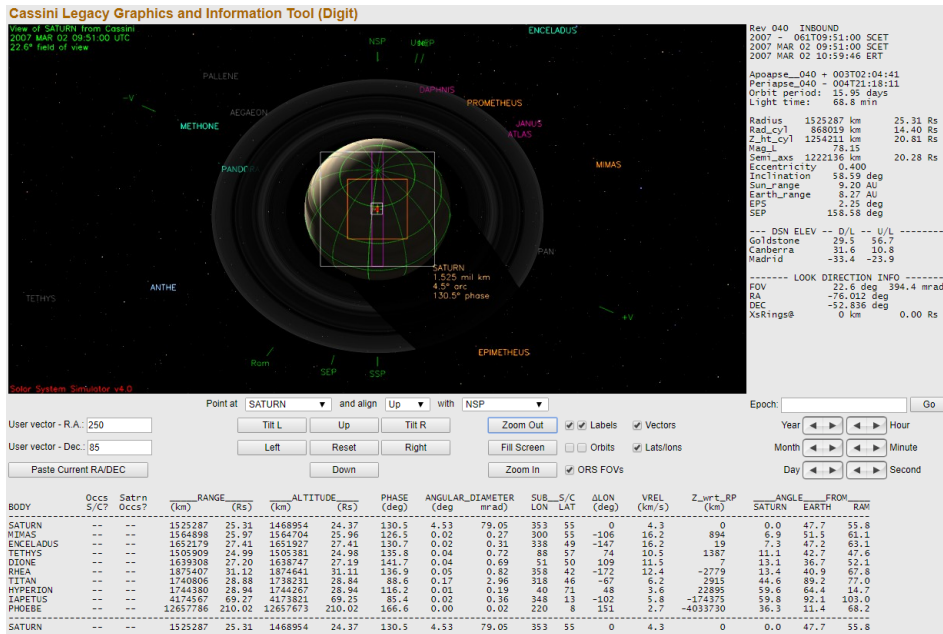 Cassini Legacy Graphics and Information Tool (Digit)
View of SATURN from Cassini
2007 MAR 02 09:51:00 UTC
22.6° field of view
NSP
ENCELADUS
PALLENE
-V
DAPHNIS
AEGAEON
PROMETHEUS
METHONE
JANUS
ATLAS
PANDORA
MIMAS
PAN
SATURN
1.525 mil km
4.5° arc
130.5° phase
ANTHE
TETHYS
+V
EPIMETHEUS
Ram
SEP
SSP
Solar System Simulator v4.0
Rev 040 INBOUND
2007 - 061T09:51:00 SCET
2007 MAR 02 09:51:00 SCET
2007 MAR 02 10:59:46 ERT
Apoapse__040 + 003T02:04:41
Periapse_040 - 004T21:18:11
Orbit period: 15.95 days
Light time: 68.8 min
Radius 1525287 km 25.31 Rs
Rad_cyl 868019 km 14.40 Rs
Z_ht_cyl 1254211 km 20.81 Rs
Mag_L 78.15
Semi_axs 1222136 km 20.28 Rs
Eccentricity 0.400
Inclination 58.59 deg
Sun_range 9.20 AU
Earth_range 8.27 AU
EPS 2.25 deg
SEP 158.58 deg
--- DSN ELEV -- D/L -- U/L --------
Goldstone 29.5 56.7
Canberra 31.6 10.8
Madrid -33.4 -23.9
------- LOOK DIRECTION INFO -------
FOV 22.6 deg 394.4 mrad
RA -76.012 deg
DEC -52.836 deg
XsRings@ 0 km 0.00 Rs
Point at SATURN and align Up with NSP
Epoch: Go
User vector - R.A.: 250 Tilt L Up Tilt R Zoom Out Labels Vectors Year Hour
User vector - Dec.: 85 Left Reset Right Fill Screen Orbits Lats/lons Month Minute
Paste Current RA/DEC Down Zoom In ORS FOVs Day Second
Occs Satrn _____RANGE_____ ____ALTITUDE____ PHASE ANGULAR_DIAMETER SUB__S/C ΔLON VREL Z_wrt_RP ____ANGLE____FROM____
BODY S/C? Occs? (km) (Rs) (km) (Rs) (deg) (deg mrad) LON LAT (deg) (km/s) (km) SATURN EARTH RAM
SATURN -- -- 1525287 25.31 1468954 24.37 130.5 4.53 79.05 353 55 0 4.3 0 0.0 47.7 55.8
MIMAS -- -- 1564898 25.97 1564704 25.96 126.5 0.02 0.27 300 55 -106 16.2 894 6.9 51.5 61.1
ENCELADUS -- -- 1652179 27.41 1651927 27.41 130.7 0.02 0.31 338 49 -147 16.2 19 7.3 47.2 63.1
TETHYS -- -- 1505909 24.99 1505381 24.98 135.8 0.04 0.72 88 57 74 10.5 1387 11.1 42.7 47.6
DIONE -- -- 1639308 27.20 1638747 27.19 141.7 0.04 0.69 51 50 109 11.5 7 13.1 36.7 52.1
RHEA -- -- 1875407 31.12 1874641 31.11 136.9 0.05 0.82 358 42 -172 12.4 -2779 13.4 40.9 67.8
TITAN -- -- 1740806 28.88 1738231 28.84 88.6 0.17 2.96 318 46 -67 6.2 2915 44.6 89.2 77.0
HYPERION -- -- 1744380 28.94 1744267 28.94 116.2 0.01 0.19 40 71 48 3.6 22895 59.6 64.4 14.7
IAPETUS -- -- 4174567 69.27 4173821 69.25 85.4 0.02 0.36 348 13 -102 5.8 -174375 59.8 92.1 103.0
PHOEBE -- -- 12657786 210.02 12657673 210.02 166.6 0.00 0.02 220 8 151 2.7 -4033730 36.3 11.4 68.2
SATURN -- -- 1525287 25.31 1468954 24.37 130.5 4.53 79.05 353 55 0 4.3 0 0.0 47.7 55.8